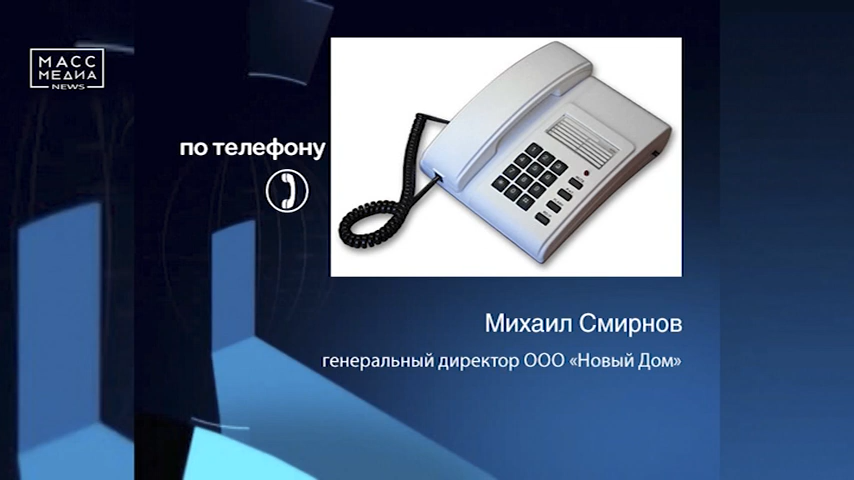 МАСС
МЕДИА
NEWS
по телефону
Михаил Смирнов
генеральный директор ООО «Новый Дом»